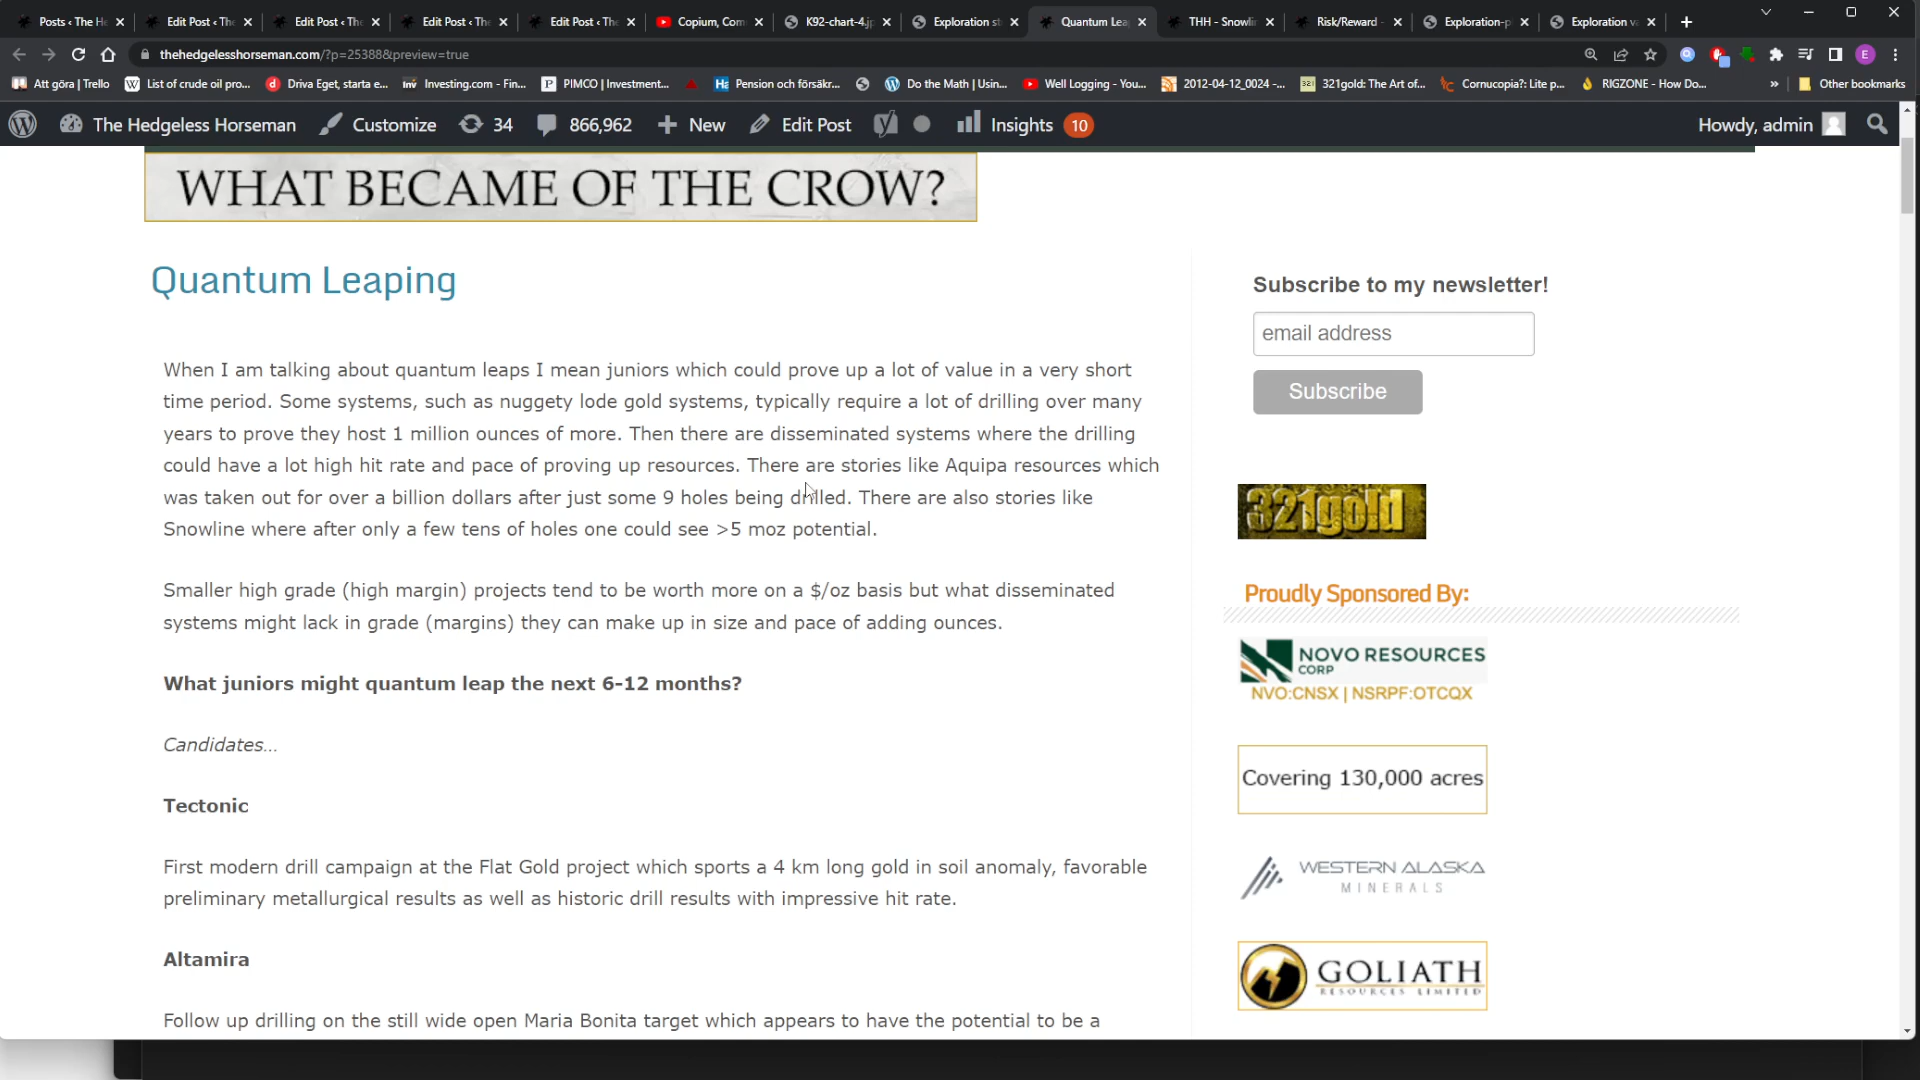 Posts ‹ The H
Edit Post ‹ Th
Edit Post ‹ Th
Edit Post ‹ Th
Edit Post ‹ Th
Copium, Com
K92-chart-4.j
Exploration s
Quantum Lea
THH - Snowli
Risk/Reward
Exploration-p
Exploration v
thehedgelesshorseman.com/?p=25388&preview=true
E
Att göra | Trello
List of crude oil pro...
Driva Eget, starta e...
Investing.com - Fin...
PIMCO | Investment...
Pension och försäkr...
Do the Math | Usin...
Well Logging - You...
2012-04-12_0024 -...
321gold: The Art of...
Cornucopia?: Lite p...
RIGZONE - How Do...
»
Other bookmarks
The Hedgeless Horseman
Customize
34
866,962
New
Edit Post
Insights
10
Howdy, admin
WHAT BECAME OF THE CROW?
Quantum Leaping
When I am talking about quantum leaps I mean juniors which could prove up a lot of value in a very short
time period. Some systems, such as nuggety lode gold systems, typically require a lot of drilling over many
years to prove they host 1 million ounces of more. Then there are disseminated systems where the drilling
could have a lot high hit rate and pace of proving up resources. There are stories like Aquipa resources which
was taken out for over a billion dollars after just some 9 holes being drilled. There are also stories like
Snowline where after only a few tens of holes one could see >5 moz potential.
Smaller high grade (high margin) projects tend to be worth more on a $/oz basis but what disseminated
systems might lack in grade (margins) they can make up in size and pace of adding ounces.
What juniors might quantum leap the next 6-12 months?
Candidates…
Tectonic
First modern drill campaign at the Flat Gold project which sports a 4 km long gold in soil anomaly, favorable
preliminary metallurgical results as well as historic drill results with impressive hit rate.
Altamira
Follow up drilling on the still wide open Maria Bonita target which appears to have the potential to be a
Subscribe to my newsletter!
email address
Subscribe
321gold
Proudly Sponsored By:
NOVO RESOURCES
CORP
NVO:CNSX | NSRPF:OTCQX
Covering 130,000 acres
WESTERN ALASKA
MINERALS
GOLIATH
RESOURCES LIMITED